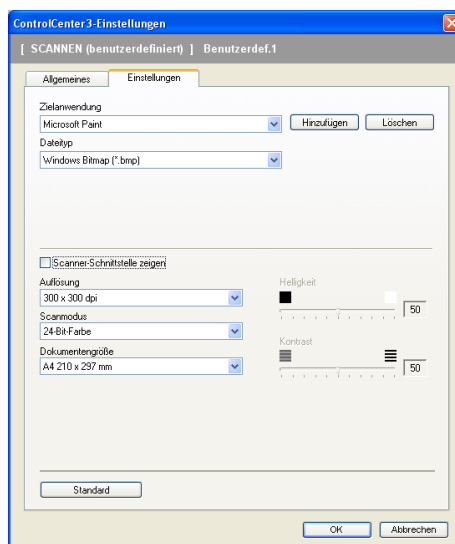 ControlCenter3-Einstellungen
[ SCANNEN (benutzerdefiniert) ] Benutzerdef.1
Allgemeines
Einstellungen
Zielanwendung
Microsoft Paint
Hinzufügen
Löschen
Dateityp
Windows Bitmap (*.bmp)
Scanner-Schnittstelle zeigen
Auflösung
300 x 300 dpi
Helligkeit
50
Scanmodus
24-Bit-Farbe
Kontrast
Dokumentengröße
A4 210 x 297 mm
50
Standard
OK
Abbrechen